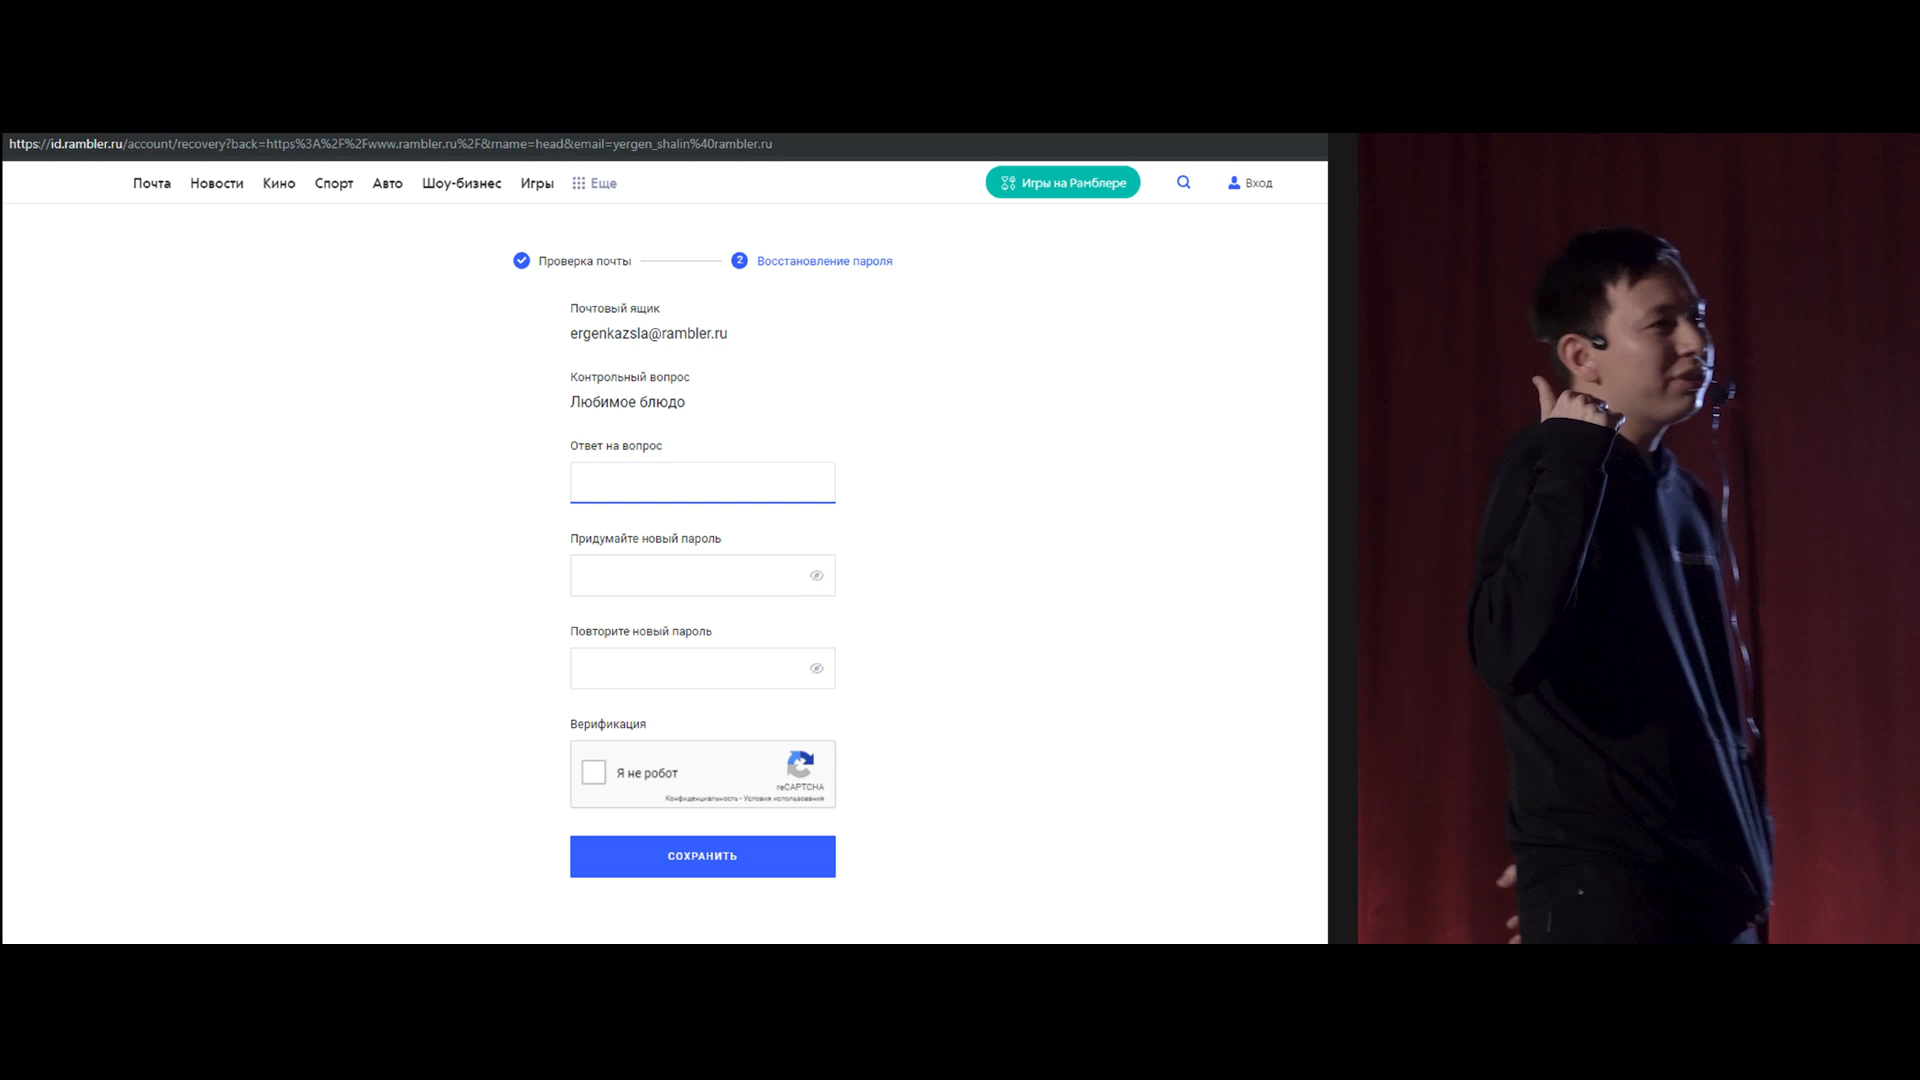 https://id.rambler.ru/account/recovery?back=https%3A%2F%2Fwww.rambler.ru%2F&rname=head&email=yergen_shalin%40rambler.ru
Почта Новости Кино Спорт Авто Шоу-бизнес Игры Еще Игры на Рамблере Вход
Проверка почты 2 Восстановление пароля
Почтовый ящик
ergenkazsla@rambler.ru
Контрольный вопрос
Любимое блюдо
Ответ на вопрос
Придумайте новый пароль
Повторите новый пароль
Верификация
Я не робот
reCAPTCHA
Конфиденциальность - Условия использования
СОХРАНИТЬ